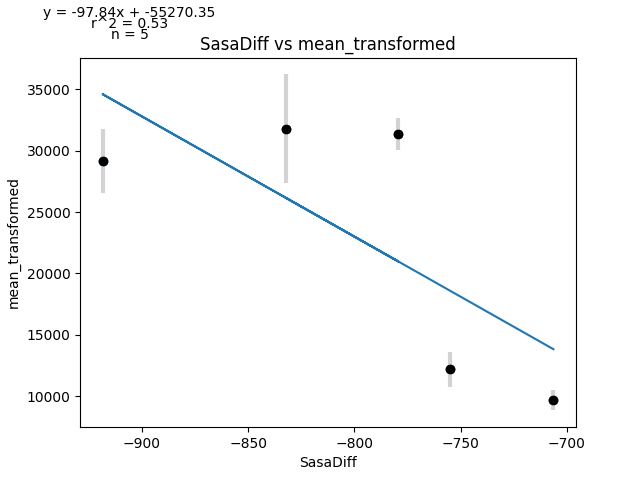 y = -97.84x + -55270.35
r^2 = 0.53
n = 5
SasaDiff vs mean_transformed
35000
30000
25000
20000
15000
10000
mean_transformed
−900
−850
−800
−750
−700
SasaDiff